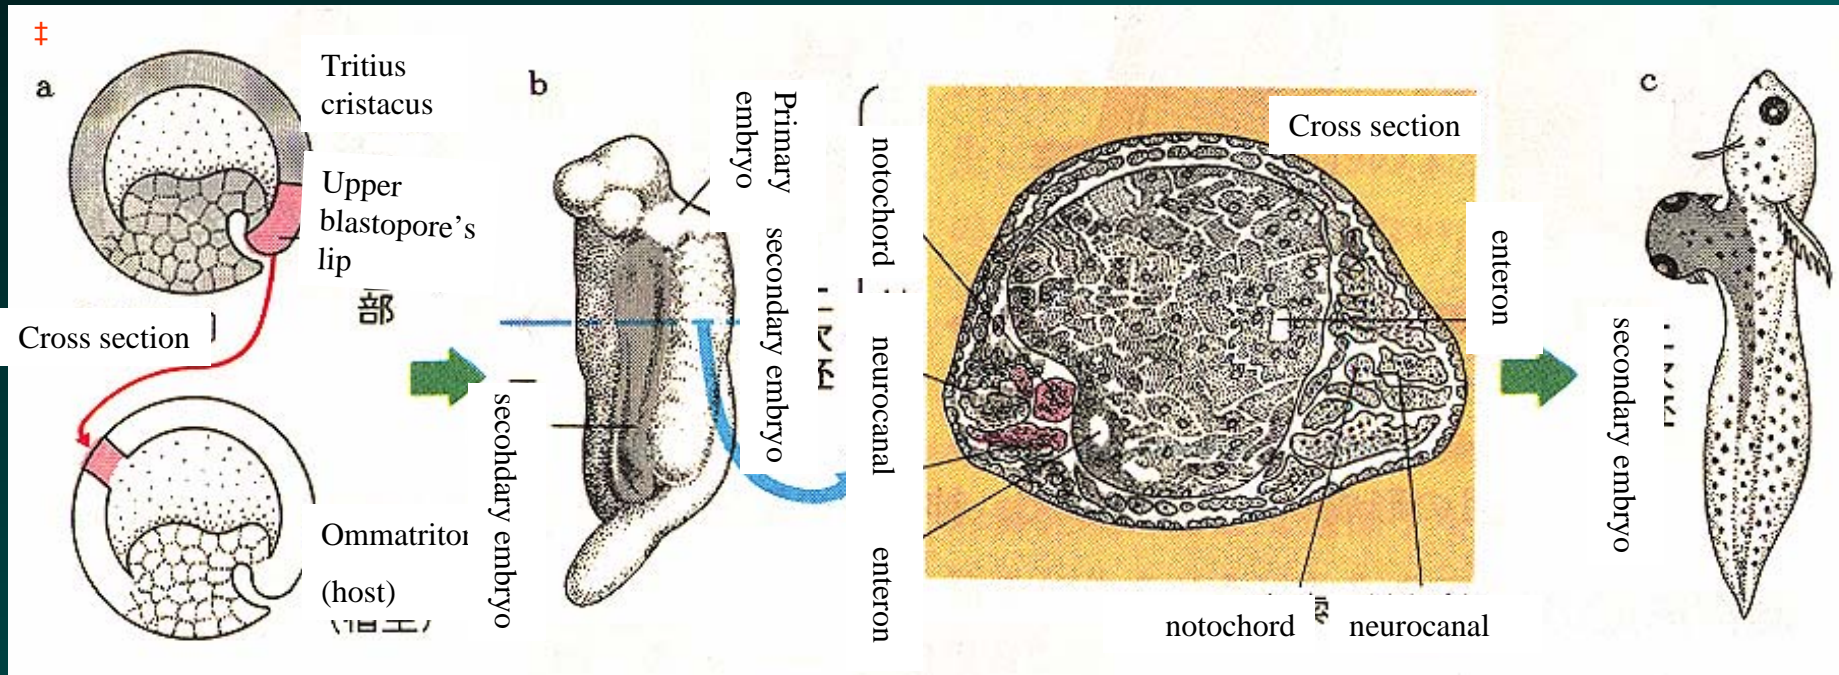 ‡
a
Tritius
cristacus
Upper
blastopore's
lip
部
Cross section
Ommatriton
(host)
b
Primary
embryo
secondary embryo
secohdary embryo
notochord
neurocanal
enteron
Cross section
enteron
notochord
neurocanal
c
secondary embryo